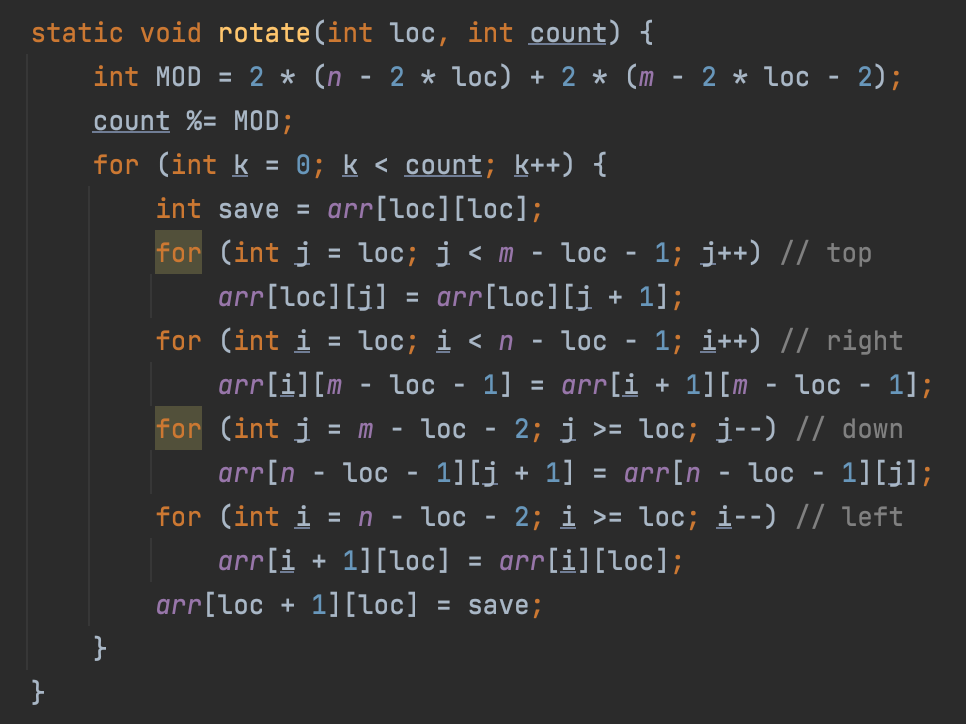 static void rotate(int loc, int count) {
    int MOD = 2 * (n - 2 * loc) + 2 * (m - 2 * loc - 2);
    count %= MOD;
    for (int k = 0; k < count; k++) {
        int save = arr[loc][loc];
        for (int j = loc; j < m - loc - 1; j++) // top
            arr[loc][j] = arr[loc][j + 1];
        for (int i = loc; i < n - loc - 1; i++) // right
            arr[i][m - loc - 1] = arr[i + 1][m - loc - 1];
        for (int j = m - loc - 2; j >= loc; j--) // down
            arr[n - loc - 1][j + 1] = arr[n - loc - 1][j];
        for (int i = n - loc - 2; i >= loc; i--) // left
            arr[i + 1][loc] = arr[i][loc];
        arr[loc + 1][loc] = save;
    }
}